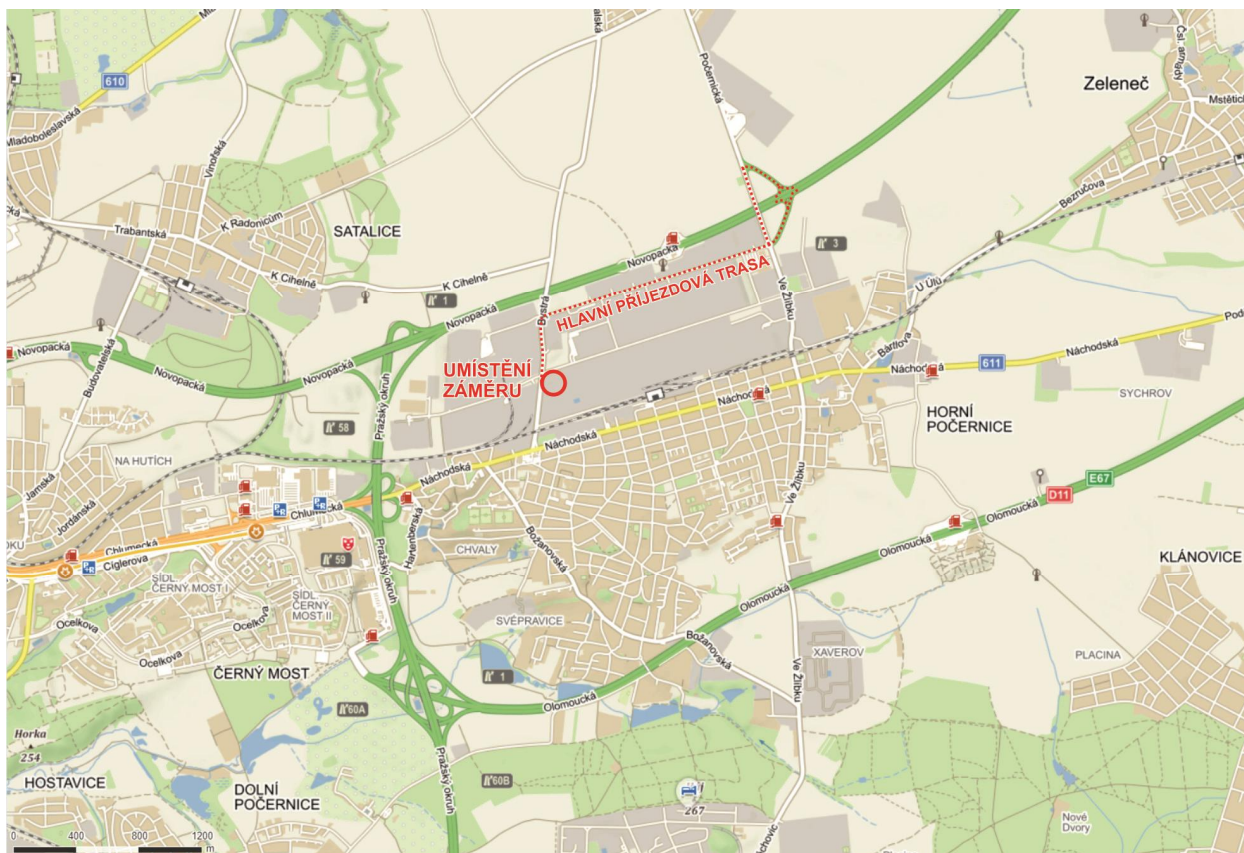 610
Mladoboleslavská
Vinořská
Počernická
Čsl. armády
Zeleneč
Mstětická
Bezručova
K Radonicům
Trabantská
SATALICE
K Cihelně
K Cihelně
Novopacká
3
1
Novopacká
Bystrá
HLAVNÍ PŘÍJEZDOVÁ TRASA
Ve Žlíbku
U Úlů
Bártlova
Novopacká
Novopacká
Novopacká
Budovatelská
UMÍSTĚNÍ
ZÁMĚRU
Pražský okruh
Náchodská
611
Náchodská
Náchodská
SYCHROV
58
HORNÍ
POČERNICE
Náchodská
Náchodská
NA HUTÍCH
Jamská
Jordánská
Chlumecká
Hartenberská
Ve Žlíbku
E67
D11
Olomoucká
Chlumecká
Cíglerova
CHVALY
Božanovská
Olomoucká
KLÁNOVICE
59
SÍDL.
ČERNÝ MOST I
SÍDL.
ČERNÝ
MOST II
Pražský okruh
Ocelkova
Ocelkova
Ocelkova
SVÉPRAVICE
Olomoucká
Božanovská
XAVEROV
PLACINA
ČERNÝ MOST
1
Olomoucká
Ve Žlíbku
60A
Horka
254
Pražský okruh
HOSTAVICE
DOLNÍ
POČERNICE
60B
267
Nové
Dvory
0 400 800 1200
m